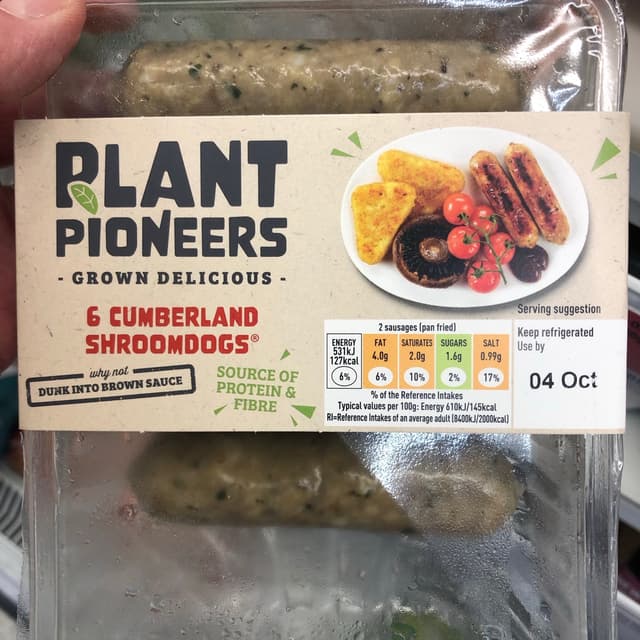 PLANT
PIONEERS
- GROWN DELICIOUS -
6 CUMBERLAND
SHROOMDOGS®
why not
DUNK INTO BROWN SAUCE
SOURCE OF
PROTEIN &
FIBRE
Serving suggestion
2 sausages (pan fried)
ENERGY FAT SATURATES SUGARS SALT
531kJ 4.0g 2.0g 1.6g 0.99g
127kcal
6% 6% 10% 2% 17%
% of the Reference Intakes
Typical values per 100g: Energy 610kJ/145kcal
RI=Reference Intakes of an average adult (8400kJ/2000kcal)
Keep refrigerated
Use by
04 Oct